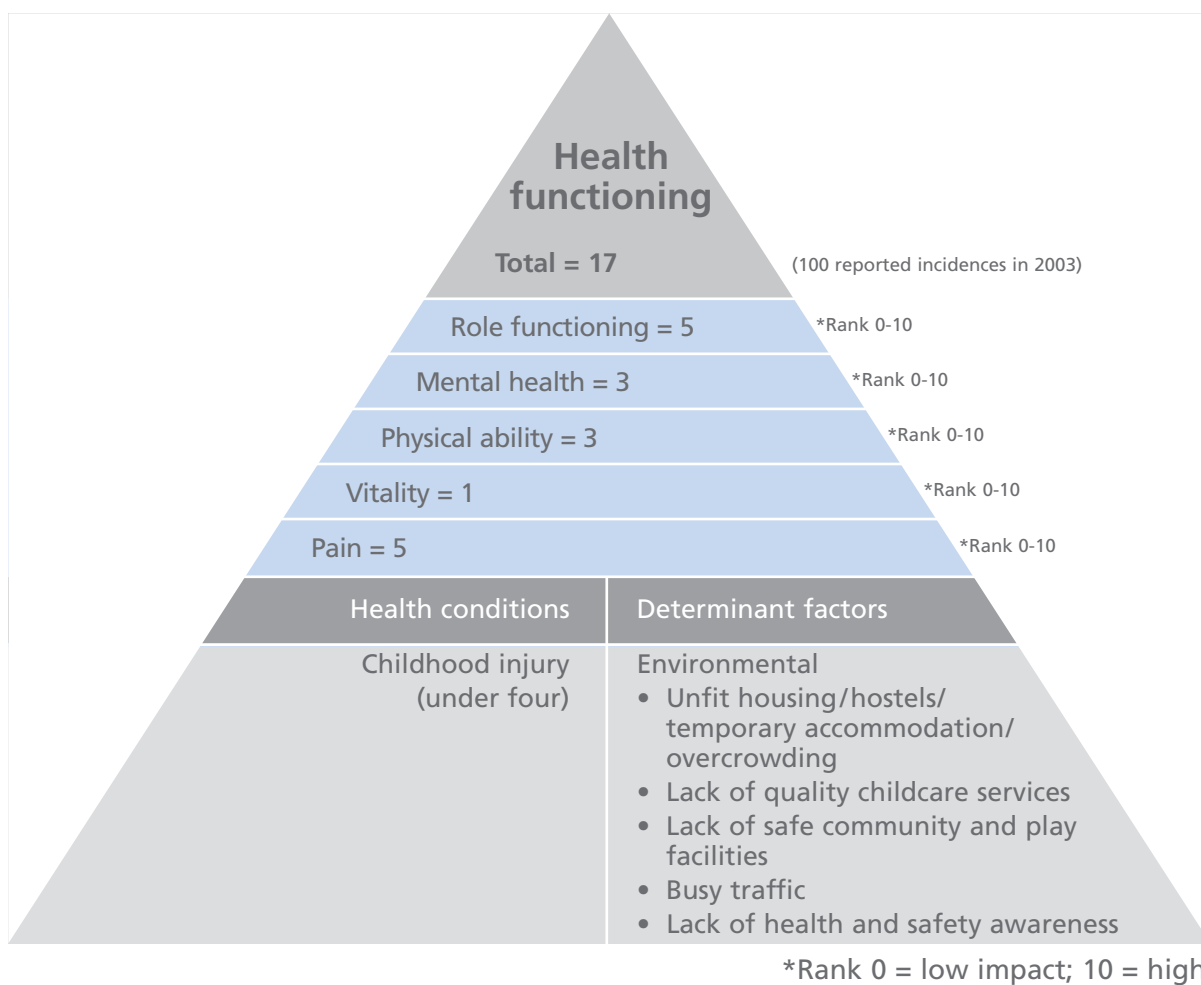 Health
functioning
Total = 17
(100 reported incidences in 2003)
Role functioning = 5
*Rank 0-10
Mental health = 3
*Rank 0-10
Physical ability = 3
*Rank 0-10
Vitality = 1
*Rank 0-10
Pain = 5
*Rank 0-10
Health conditions
Determinant factors
Childhood injury
(under four)
Environmental
• Unfit housing/hostels/
temporary accommodation/
overcrowding
• Lack of quality childcare services
• Lack of safe community and play
facilities
• Busy traffic
• Lack of health and safety awareness
*Rank 0 = low impact; 10 = high